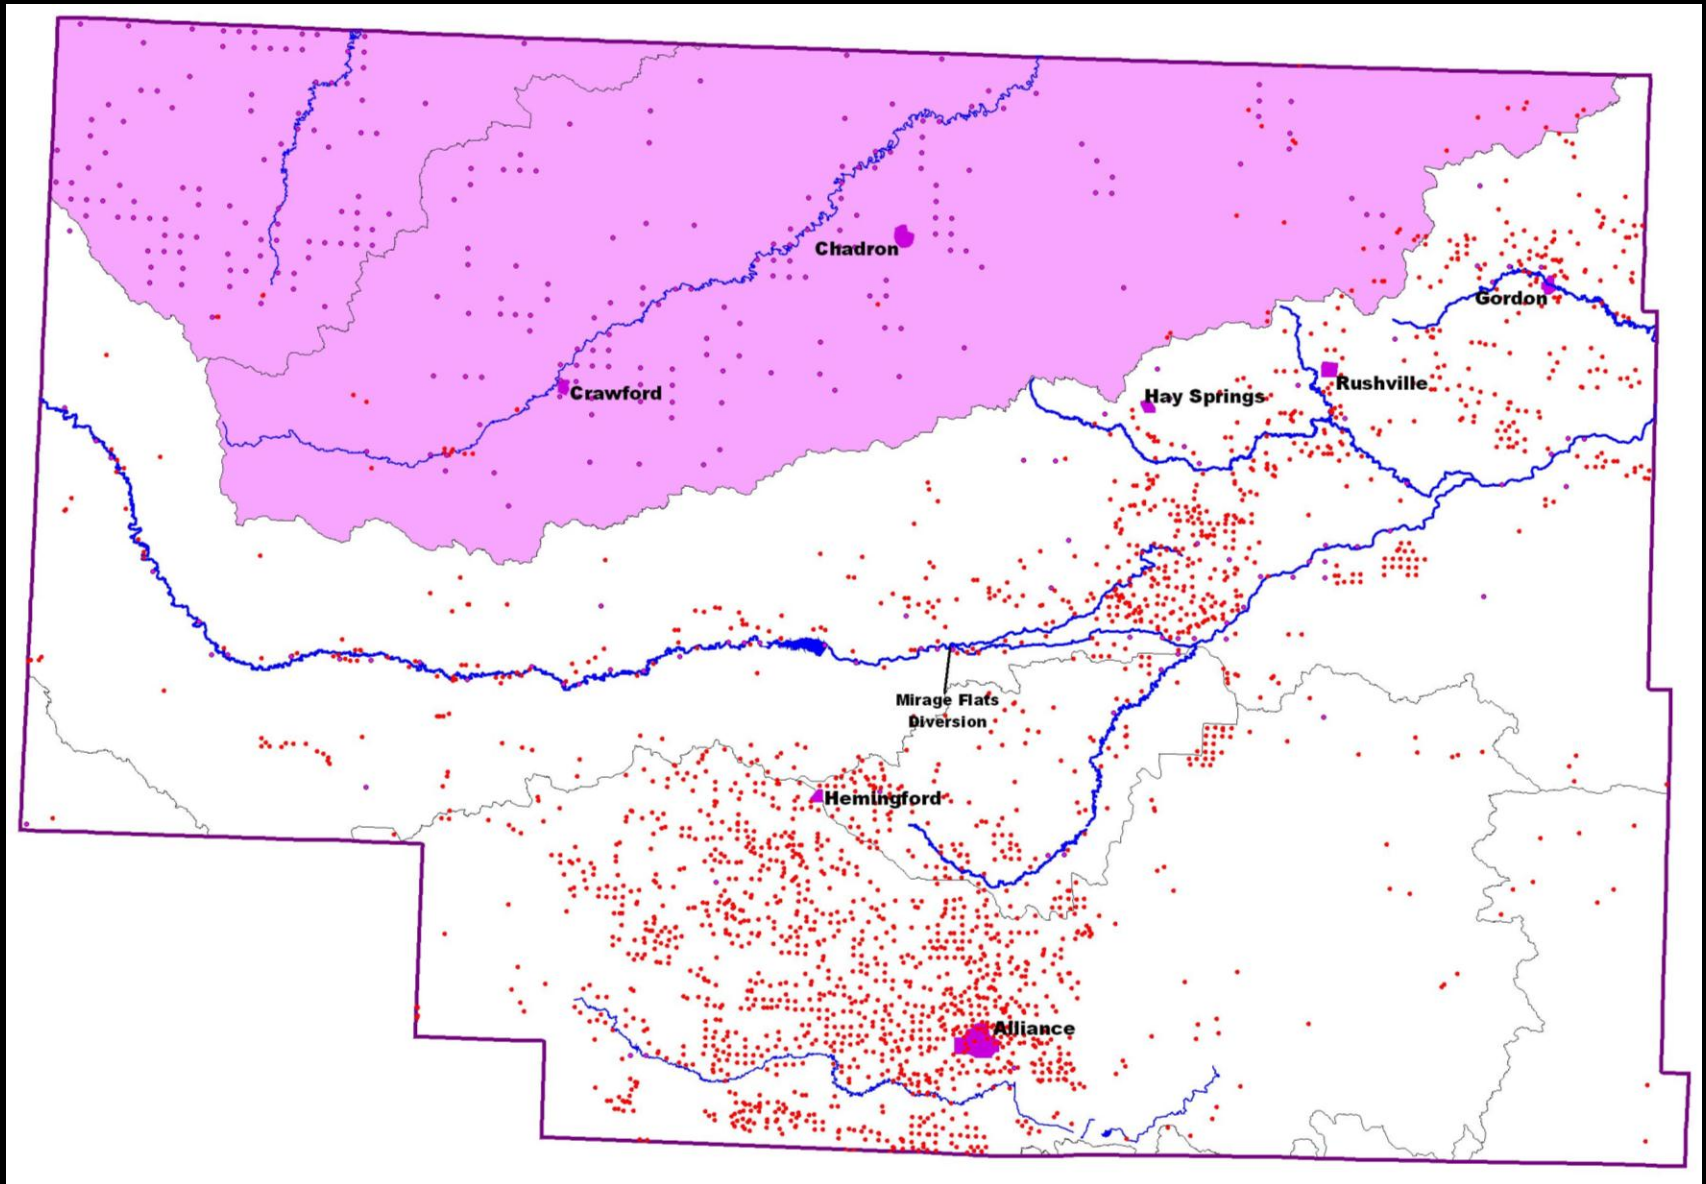 Chadron
Gordon
Crawford
Hay Springs
Rushville
Mirage Flats
Diversion
Hemingford
Alliance